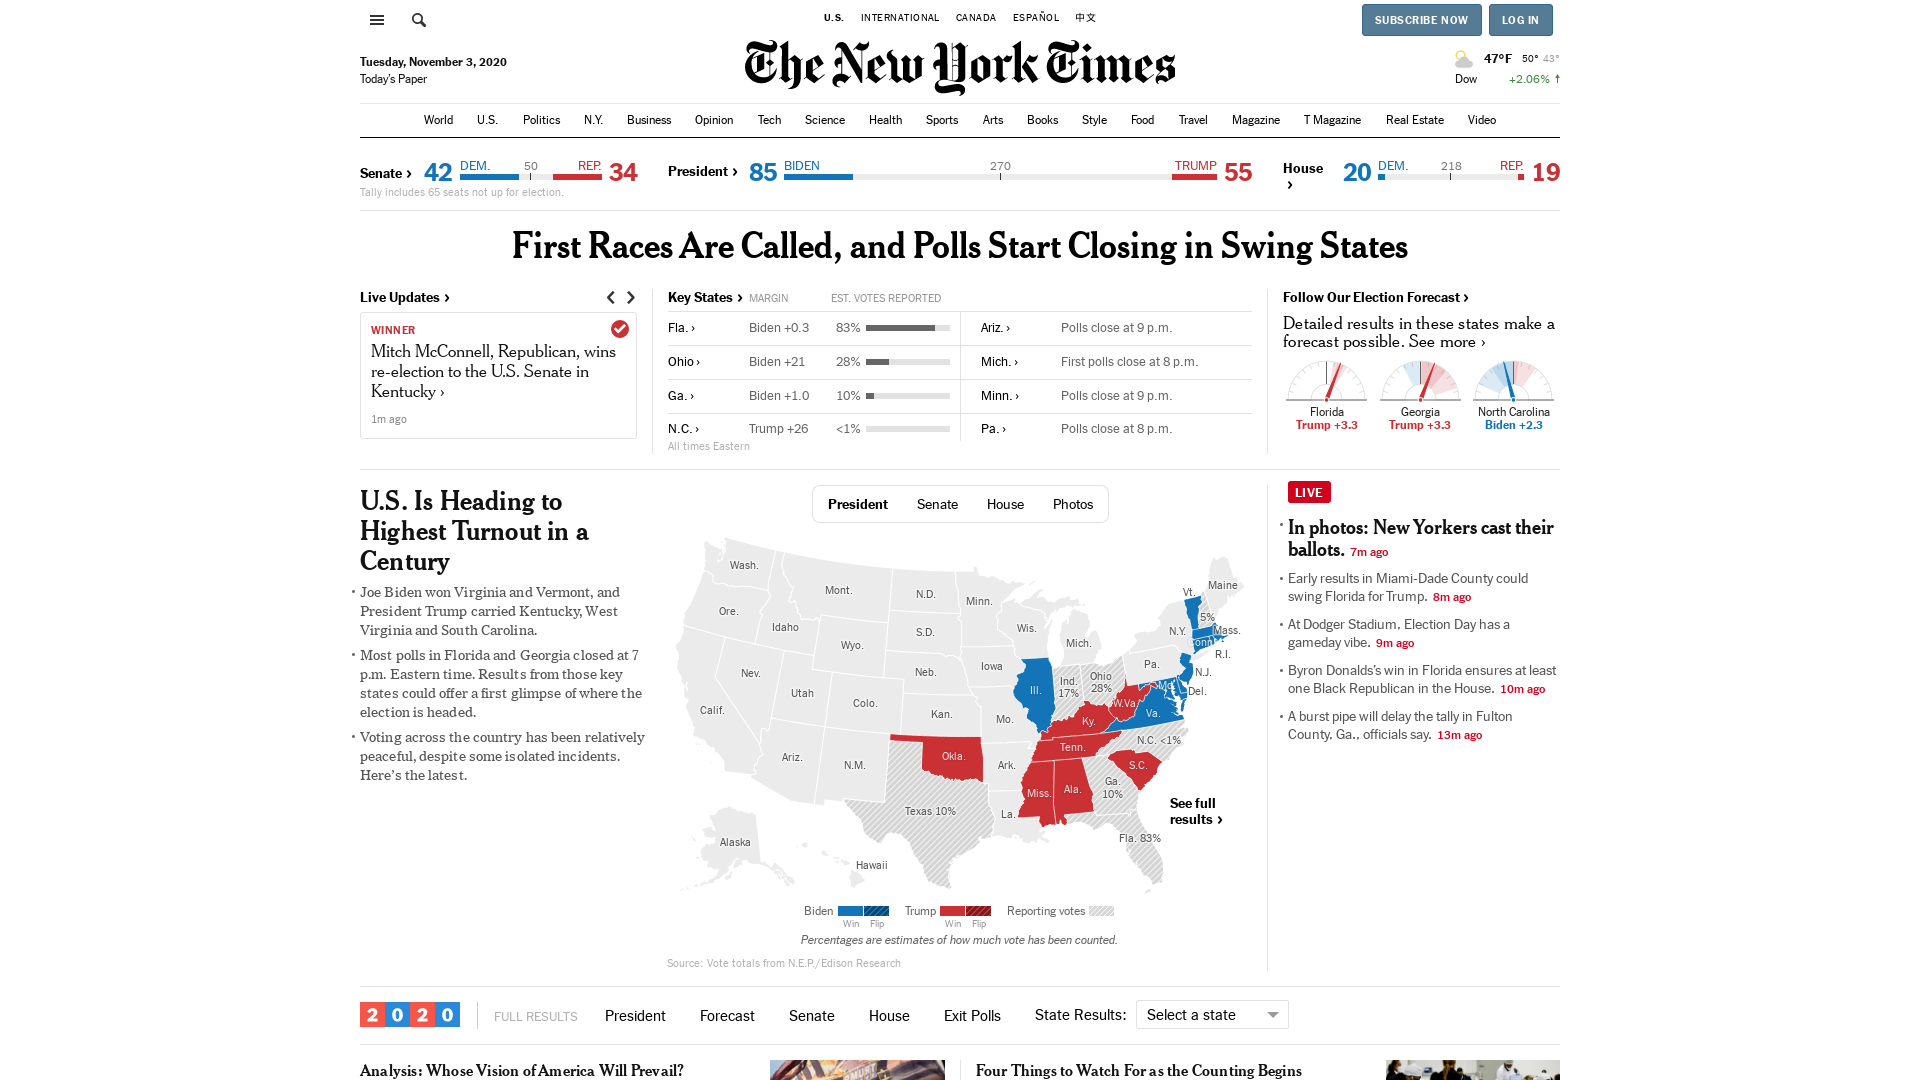 U.S. INTERNATIONAL CANADA ESPAÑOL 中文
SUBSCRIBE NOW LOG IN
Tuesday, November 3, 2020
Today's Paper
The New York Times
47°F 50° 43°
Dow +2.06% ↑
World U.S. Politics N.Y. Business Opinion Tech Science Health Sports Arts Books Style Food Travel Magazine T Magazine Real Estate Video
Senate › 42 DEM. 50 REP. 34
Tally includes 65 seats not up for election.
President › 85 BIDEN 270 TRUMP 55
House › 20 DEM. 218 REP. 19
First Races Are Called, and Polls Start Closing in Swing States
Live Updates ›
WINNER
Mitch McConnell, Republican, wins
re-election to the U.S. Senate in
Kentucky ›
1m ago
Key States › MARGIN EST. VOTES REPORTED
Fla. › Biden +0.3 83%
Ohio › Biden +21 28%
Ga. › Biden +1.0 10%
N.C. › Trump +26 <1%
All times Eastern
Ariz. › Polls close at 9 p.m.
Mich. › First polls close at 8 p.m.
Minn. › Polls close at 9 p.m.
Pa. › Polls close at 8 p.m.
Follow Our Election Forecast ›
Detailed results in these states make a
forecast possible. See more ›
Florida
Trump +3.3
Georgia
Trump +3.3
North Carolina
Biden +2.3
U.S. Is Heading to
Highest Turnout in a
Century
• Joe Biden won Virginia and Vermont, and
President Trump carried Kentucky, West
Virginia and South Carolina.
• Most polls in Florida and Georgia closed at 7
p.m. Eastern time. Results from those key
states could offer a first glimpse of where the
election is headed.
• Voting across the country has been relatively
peaceful, despite some isolated incidents.
Here's the latest.
President Senate House Photos
Wash.
Ore.
Calif.
Nev.
Idaho
Mont.
Wyo.
Utah
Ariz.
Colo.
N.M.
N.D.
S.D.
Neb.
Kan.
Okla.
Texas 10%
Minn.
Iowa
Mo.
Ark.
La.
Wis.
Ill.
Mich.
Ind.
17%
Ohio
28%
Ky.
Tenn.
Miss.
Ala.
Ga.
10%
Fla. 83%
S.C.
N.C. <1%
Va.
W.Va.
Md.
Del.
Pa.
N.J.
N.Y.
R.I.
Mass.
5%
Vt.
Maine
Alaska
Hawaii
See full
results ›
Biden Win Flip
Trump Win Flip
Reporting votes
Percentages are estimates of how much vote has been counted.
Source: Vote totals from N.E.P./Edison Research
LIVE
• In photos: New Yorkers cast their
ballots. 7m ago
• Early results in Miami-Dade County could
swing Florida for Trump. 8m ago
• At Dodger Stadium, Election Day has a
gameday vibe. 9m ago
• Byron Donalds's win in Florida ensures at least
one Black Republican in the House. 10m ago
• A burst pipe will delay the tally in Fulton
County, Ga., officials say. 13m ago
2020 FULL RESULTS President Forecast Senate House Exit Polls State Results: Select a state
Analysis: Whose Vision of America Will Prevail?
Four Things to Watch For as the Counting Begins